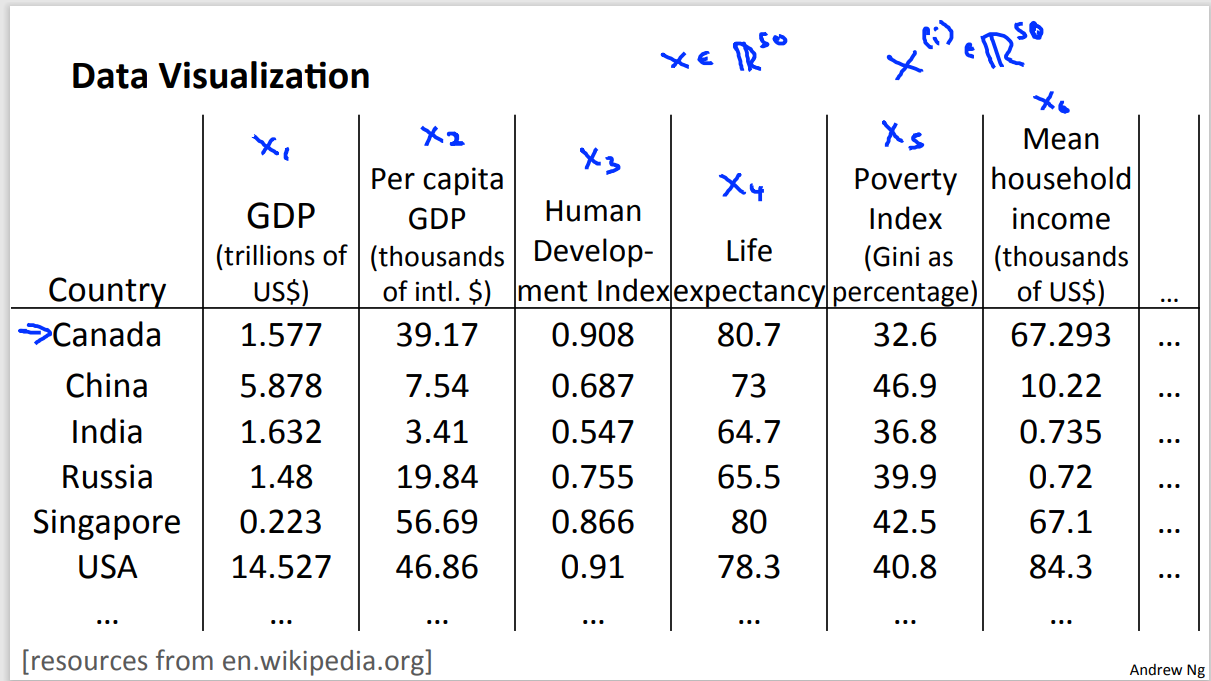 x ∈ ℝ⁵⁰ x⁽ⁱ⁾ ∈ ℝ⁵⁰
Data Visualization
x₁ x₂ x₃ x₄ x₅ x₆
Country
GDP
(trillions of
US$)
Per capita
GDP
(thousands
of intl. $)
Human
Develop-
ment Index
Life
expectancy
Poverty
Index
(Gini as
percentage)
Mean
household
income
(thousands
of US$)
...
⇒Canada 1.577 39.17 0.908 80.7 32.6 67.293 ...
China 5.878 7.54 0.687 73 46.9 10.22 ...
India 1.632 3.41 0.547 64.7 36.8 0.735 ...
Russia 1.48 19.84 0.755 65.5 39.9 0.72 ...
Singapore 0.223 56.69 0.866 80 42.5 67.1 ...
USA 14.527 46.86 0.91 78.3 40.8 84.3 ...
... ... ... ... ... ... ...
[resources from en.wikipedia.org]
Andrew Ng